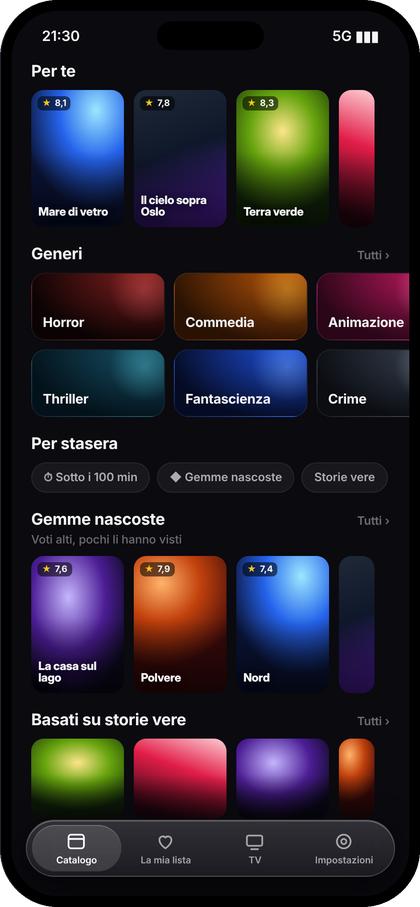 21:30
5G
Per te
★ 8,1
★ 7,8
★ 8,3
Mare di vetro
Il cielo sopra
Oslo
Terra verde
Generi
Tutti ›
Horror
Commedia
Animazione
Thriller
Fantascienza
Crime
Per stasera
⏱ Sotto i 100 min
◆ Gemme nascoste
Storie vere
Gemme nascoste
Tutti ›
Voti alti, pochi li hanno visti
★ 7,6
★ 7,9
★ 7,4
La casa sul
lago
Polvere
Nord
Basati su storie vere
Tutti ›
Catalogo
La mia lista
TV
Impostazioni